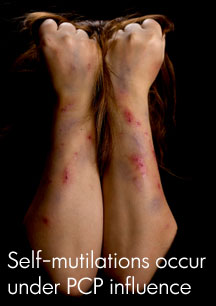 Self-mutilations occur
under PCP influence